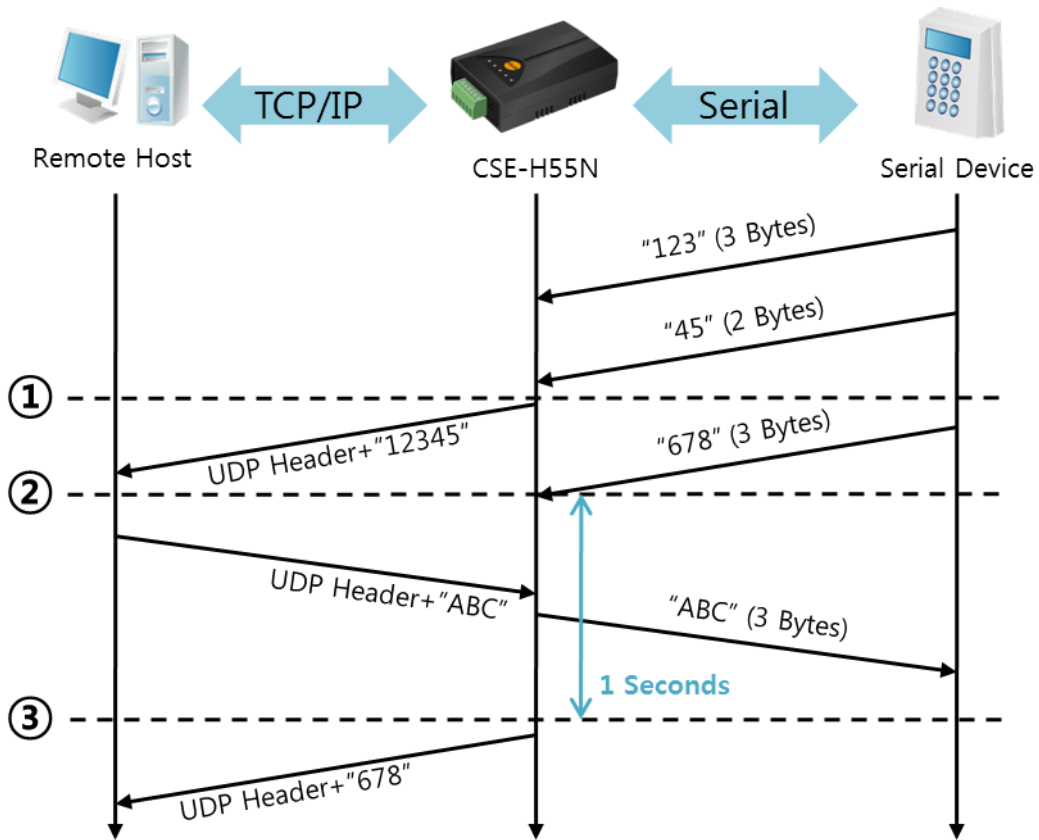 TCP/IP
Serial
Remote Host
CSE-H55N
Serial Device
“123” (3 Bytes)
“45” (2 Bytes)
①
UDP Header+“12345”
“678” (3 Bytes)
②
UDP Header+“ABC”
“ABC” (3 Bytes)
1 Seconds
③
UDP Header+“678”